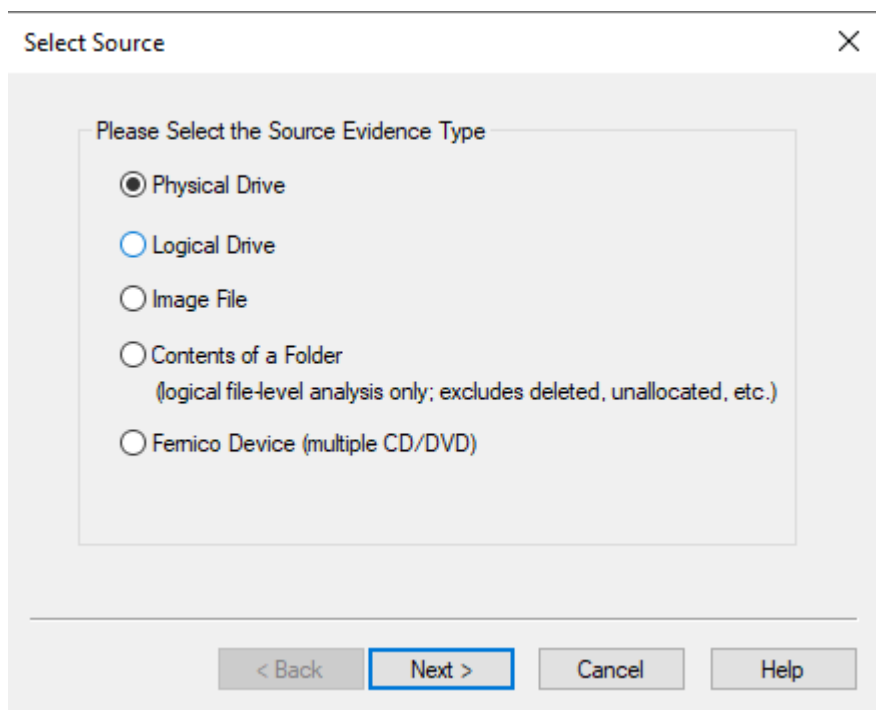 Select Source
Please Select the Source Evidence Type
Physical Drive
Logical Drive
Image File
Contents of a Folder
(logical file-level analysis only; excludes deleted, unallocated, etc.)
Fernico Device (multiple CD/DVD)
< Back
Next >
Cancel
Help